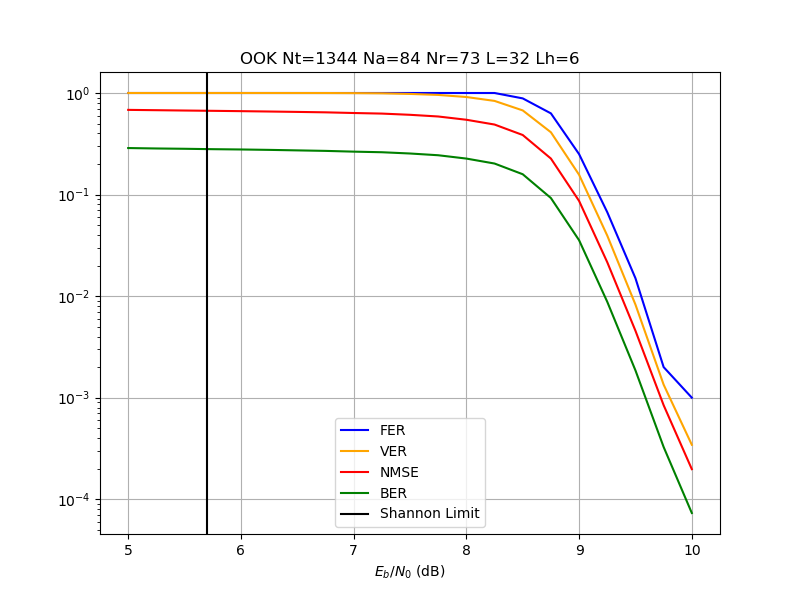 OOK Nt=1344 Na=84 Nr=73 L=32 Lh=6
10⁰
10⁻¹
10⁻²
10⁻³
10⁻⁴
FER
VER
NMSE
BER
Shannon Limit
5 6 7 8 9 10
E_b/N_0 (dB)